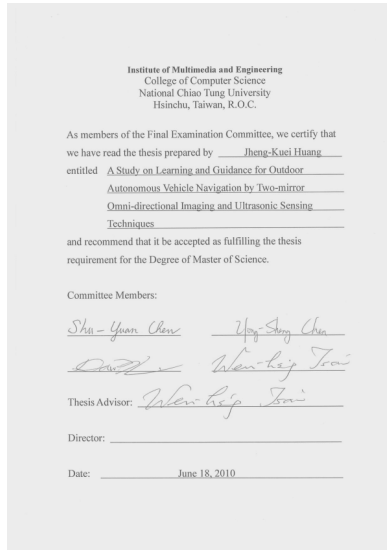 Institute of Multimedia and Engineering
College of Computer Science
National Chiao Tung University
Hsinchu, Taiwan, R.O.C.
As members of the Final Examination Committee, we certify that
we have read the thesis prepared by Jheng-Kuei Huang
entitled A Study on Learning and Guidance for Outdoor
Autonomous Vehicle Navigation by Two-mirror
Omni-directional Imaging and Ultrasonic Sensing
Techniques
and recommend that it be accepted as fulfilling the thesis
requirement for the Degree of Master of Science.
Committee Members:
Shu-Yuan Chen Yong-Sheng Chen
Wen-hsiang Tsai
Thesis Advisor: Wen-hsiang Tsai
Director:
Date: June 18, 2010